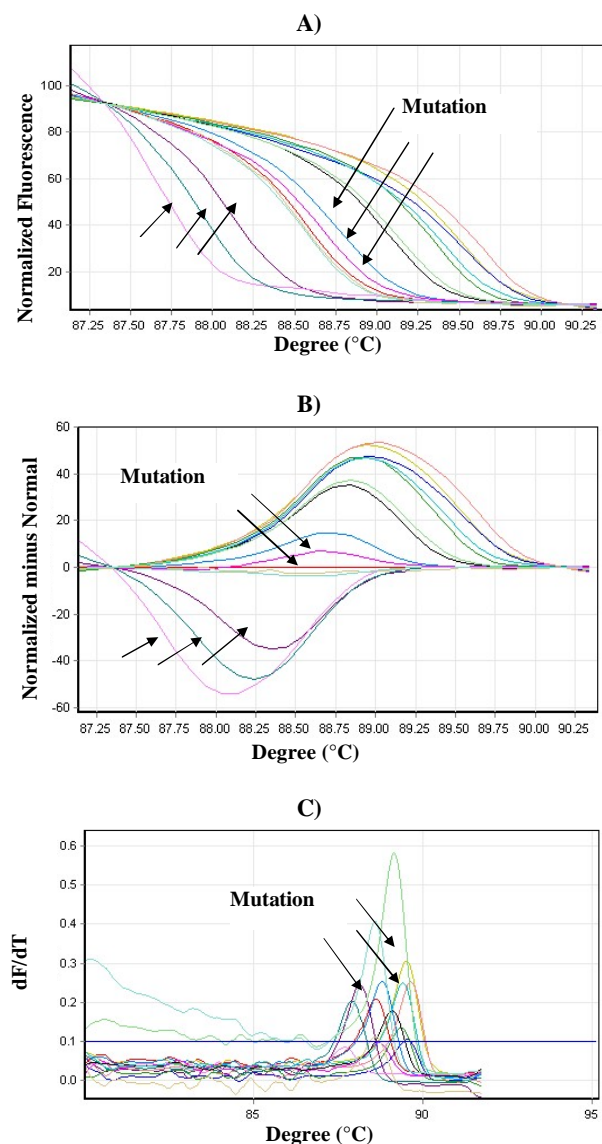 A)
Mutation
Normalized Fluorescence
100
80
60
40
20
87.25 87.50 87.75 88.00 88.25 88.50 88.75 89.00 89.25 89.50 89.75 90.00 90.25
Degree (°C)
B)
Mutation
Normalized minus Normal
60
40
20
0
-20
-40
-60
87.25 87.50 87.75 88.00 88.25 88.50 88.75 89.00 89.25 89.50 89.75 90.00 90.25
Degree (°C)
C)
Mutation
dF/dT
0.6
0.5
0.4
0.3
0.2
0.1
0.0
85 90 95
Degree (°C)